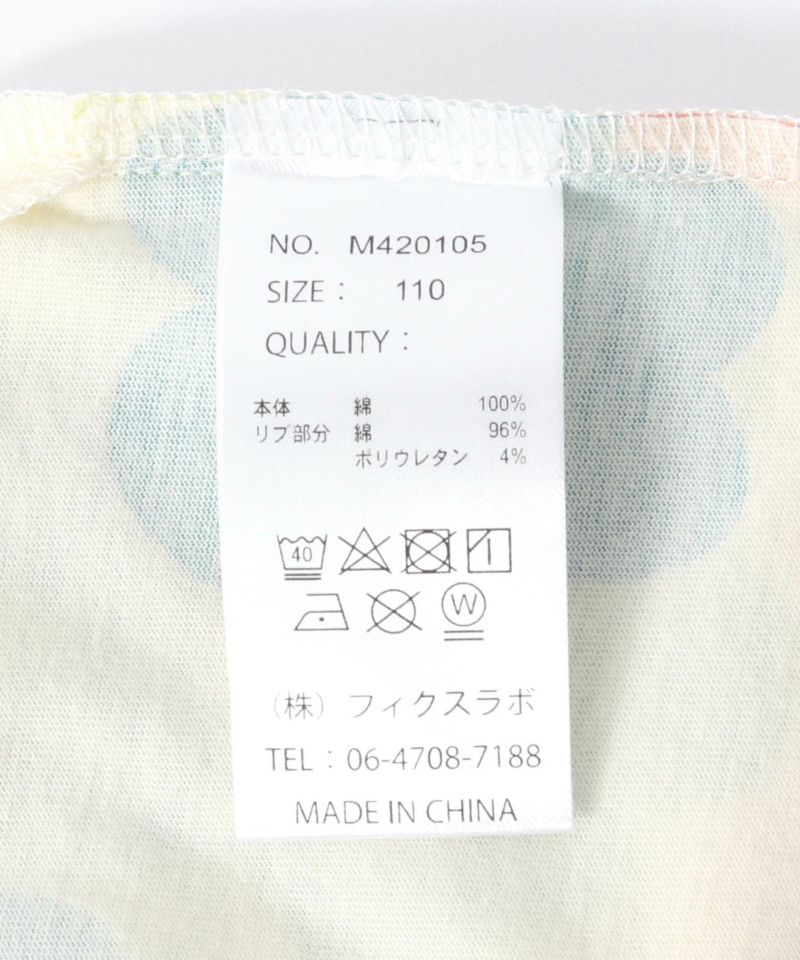 NO. M420105
SIZE： 110
QUALITY：
本体 綿 100%
リブ部分 綿 96%
ポリウレタン 4%
40
W
（株）フィクスラボ
TEL：06-4708-7188
MADE IN CHINA